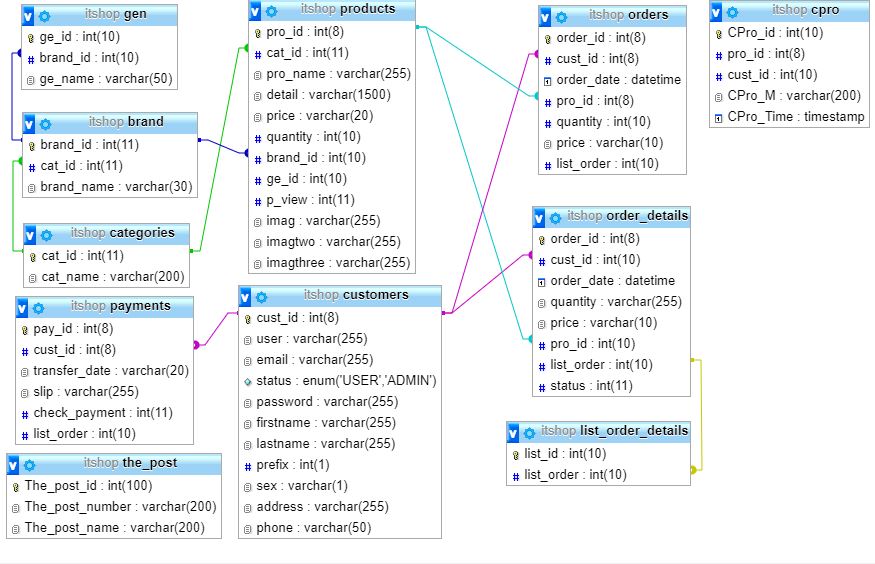 itshop gen
ge_id : int(10)
brand_id : int(10)
ge_name : varchar(50)
itshop brand
brand_id : int(11)
cat_id : int(11)
brand_name : varchar(30)
itshop categories
cat_id : int(11)
cat_name : varchar(200)
itshop payments
pay_id : int(8)
cust_id : int(8)
transfer_date : varchar(20)
slip : varchar(255)
check_payment : int(11)
list_order : int(10)
itshop the_post
The_post_id : int(100)
The_post_number : varchar(200)
The_post_name : varchar(200)
itshop products
pro_id : int(8)
cat_id : int(11)
pro_name : varchar(255)
detail : varchar(1500)
price : varchar(20)
quantity : int(10)
brand_id : int(10)
ge_id : int(10)
p_view : int(11)
imag : varchar(255)
imagtwo : varchar(255)
imagthree : varchar(255)
itshop customers
cust_id : int(8)
user : varchar(255)
email : varchar(255)
status : enum('USER','ADMIN')
password : varchar(255)
firstname : varchar(255)
lastname : varchar(255)
prefix : int(1)
sex : varchar(1)
address : varchar(255)
phone : varchar(50)
itshop orders
order_id : int(8)
cust_id : int(8)
order_date : datetime
pro_id : int(8)
quantity : int(10)
price : varchar(10)
list_order : int(10)
itshop order_details
order_id : int(8)
cust_id : int(10)
order_date : datetime
quantity : varchar(255)
price : varchar(10)
pro_id : int(10)
list_order : int(10)
status : int(11)
itshop list_order_details
list_id : int(10)
list_order : int(10)
itshop cpro
CPro_id : int(10)
pro_id : int(8)
cust_id : int(10)
CPro_M : varchar(200)
CPro_Time : timestamp